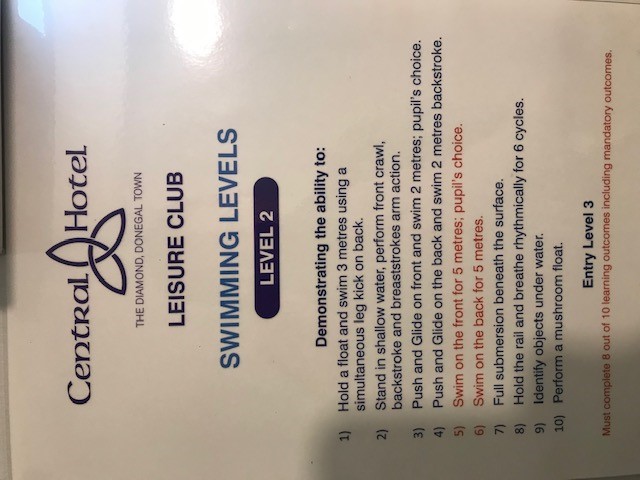 Central Hotel
THE DIAMOND, DONEGAL TOWN
LEISURE CLUB
SWIMMING LEVELS
LEVEL 2
Demonstrating the ability to:
1) Hold a float and swim 3 metres using a
simultaneous leg kick on back.
2) Stand in shallow water, perform front crawl,
backstroke and breaststrokes arm action.
3) Push and Glide on front and swim 2 metres; pupil's choice.
4) Push and Glide on the back and swim 2 metres backstroke.
5) Swim on the front for 5 metres; pupil's choice.
6) Swim on the back for 5 metres.
7) Full submersion beneath the surface.
8) Hold the rail and breathe rhythmically for 6 cycles.
9) Identify objects under water.
10) Perform a mushroom float.
Entry Level 3
Must complete 8 out of 10 learning outcomes including mandatory outcomes.